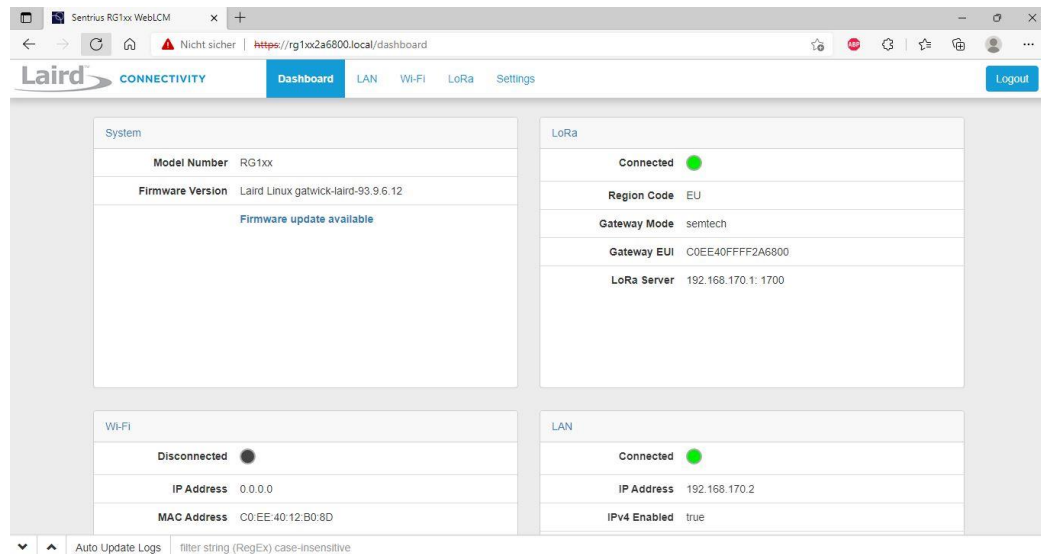 Sentrius RG1xx WebLCM
Nicht sicher https://rg1xx2a6800.local/dashboard
ABP
Laird CONNECTIVITY Dashboard LAN Wi-Fi LoRa Settings Logout
System
Model Number RG1xx
Firmware Version Laird Linux gatwick-laird-93.9.6.12
Firmware update available
LoRa
Connected
Region Code EU
Gateway Mode semtech
Gateway EUI C0EE40FFFF2A6800
LoRa Server 192.168.170.1: 1700
Wi-Fi
Disconnected
IP Address 0.0.0.0
MAC Address C0:EE:40:12:B0:8D
LAN
Connected
IP Address 192.168.170.2
IPv4 Enabled true
Auto Update Logs filter string (RegEx) case-insensitive